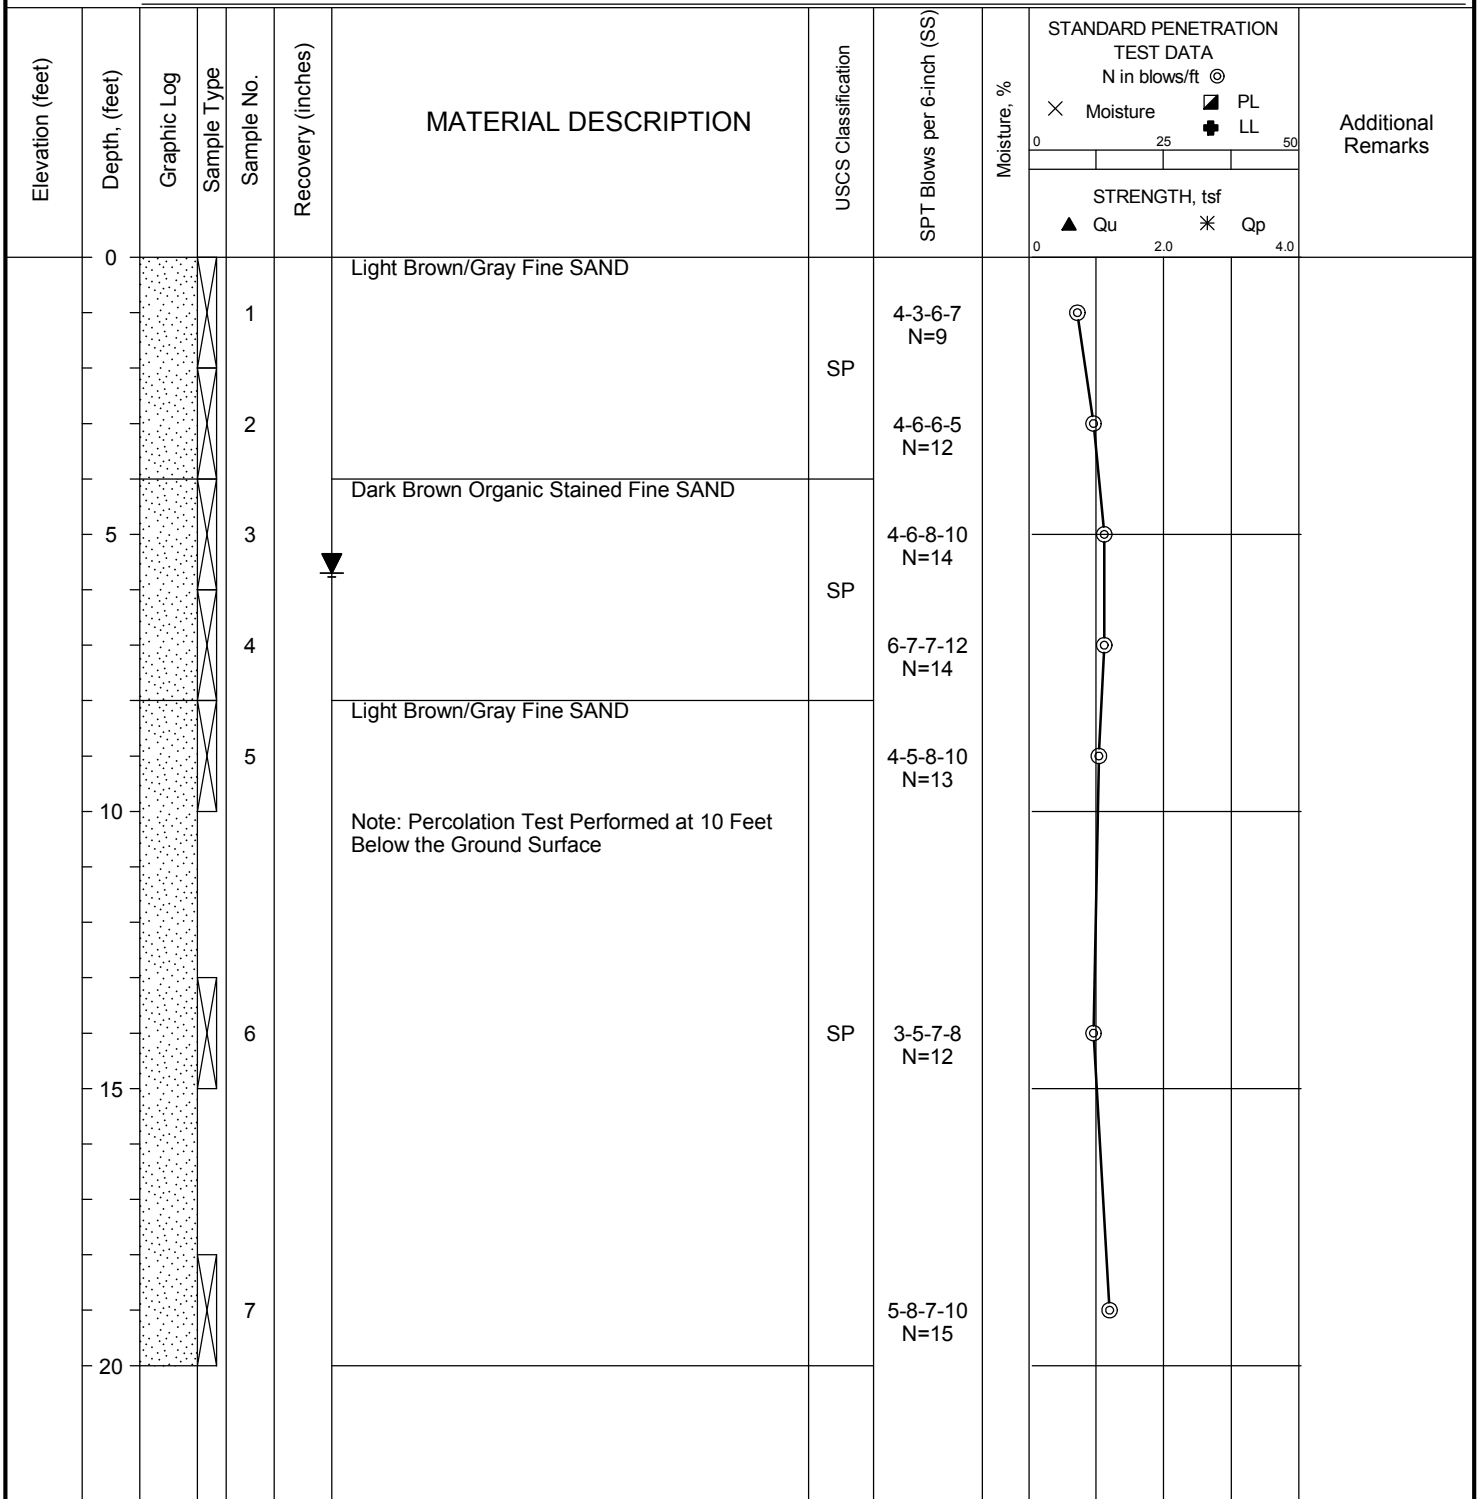 Elevation (feet)
Depth, (feet)
Graphic Log
Sample Type
Sample No.
Recovery (inches)
MATERIAL DESCRIPTION
USCS Classification
SPT Blows per 6-inch (SS)
Moisture, %
STANDARD PENETRATION
TEST DATA
N in blows/ft
Moisture
PL
LL
0 25 50
STRENGTH, tsf
Qu Qp
0 2.0 4.0
Additional
Remarks
0
Light Brown/Gray Fine SAND
1
4-3-6-7
N=9
SP
2
4-6-6-5
N=12
Dark Brown Organic Stained Fine SAND
5
3
4-6-8-10
N=14
SP
4
6-7-7-12
N=14
Light Brown/Gray Fine SAND
5
4-5-8-10
N=13
10
Note: Percolation Test Performed at 10 Feet
Below the Ground Surface
6
SP
3-5-7-8
N=12
15
7
5-8-7-10
N=15
20